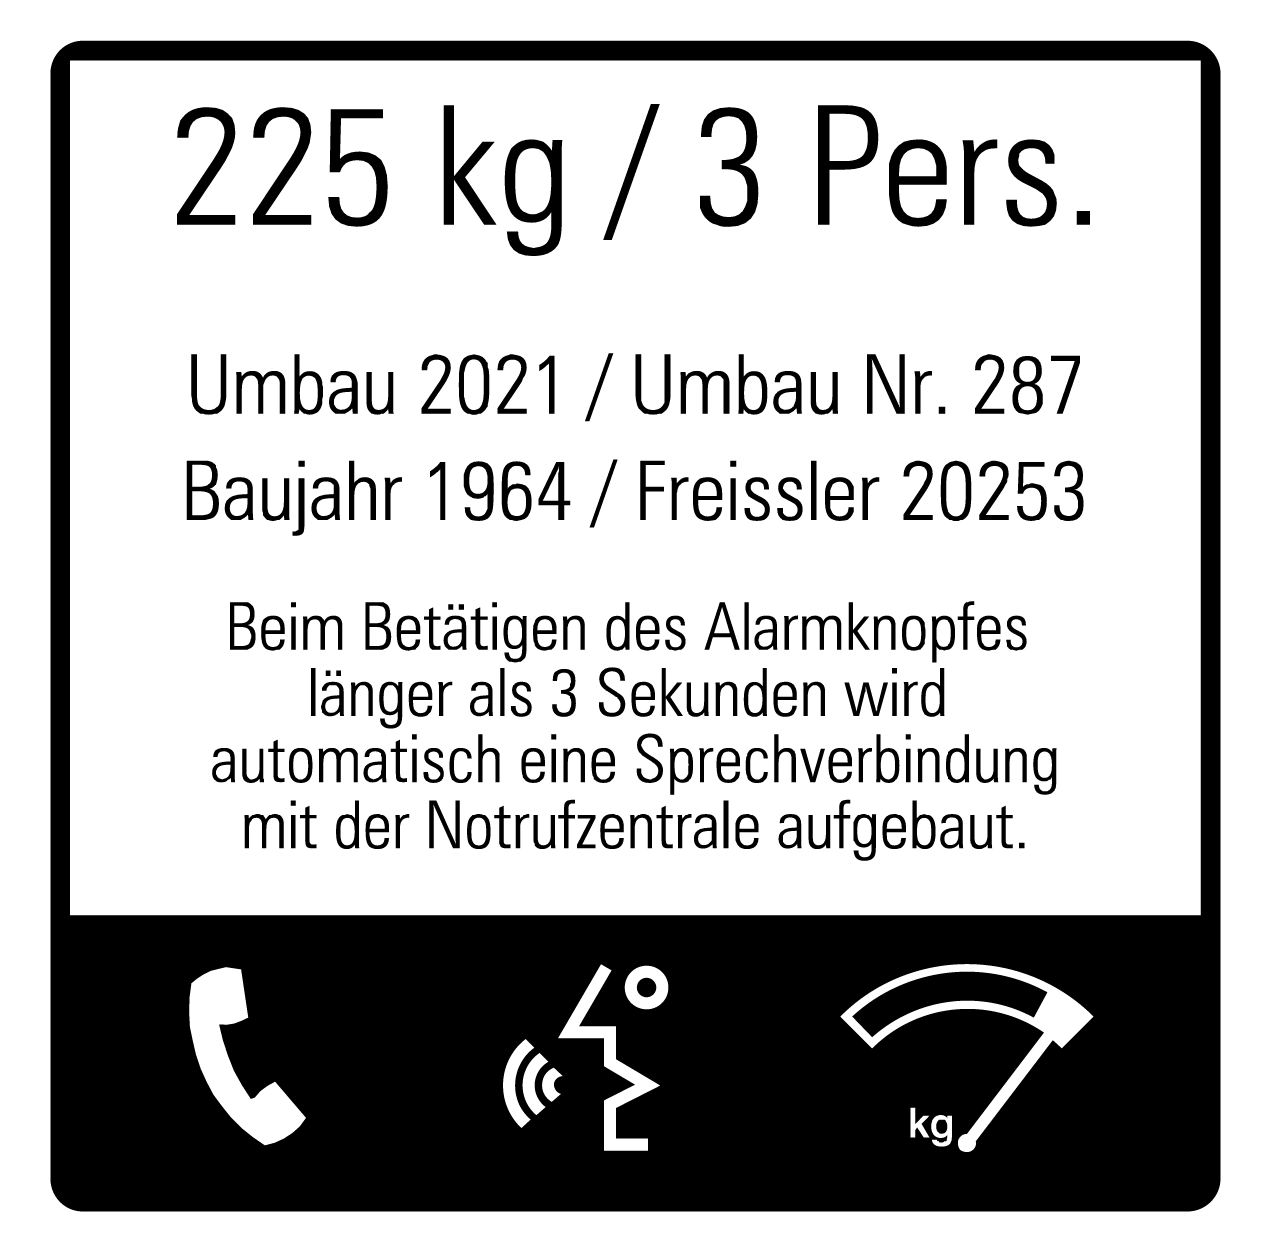 225 kg / 3 Pers.
Umbau 2021 / Umbau Nr. 287
Baujahr 1964 / Freissler 20253
Beim Betätigen des Alarmknopfes
länger als 3 Sekunden wird
automatisch eine Sprechverbindung
mit der Notrufzentrale aufgebaut.
kg